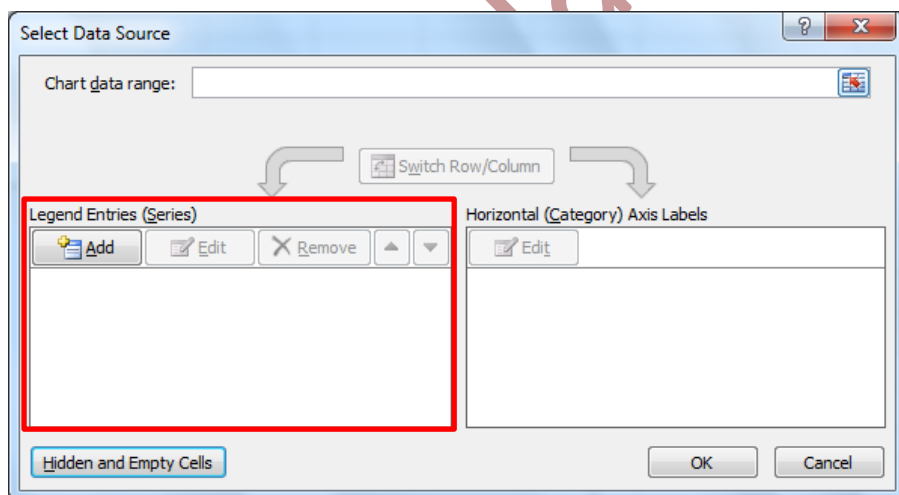 Select Data Source
Chart data range:
Switch Row/Column
Legend Entries (Series)
Add Edit Remove
Horizontal (Category) Axis Labels
Edit
Hidden and Empty Cells
OK Cancel